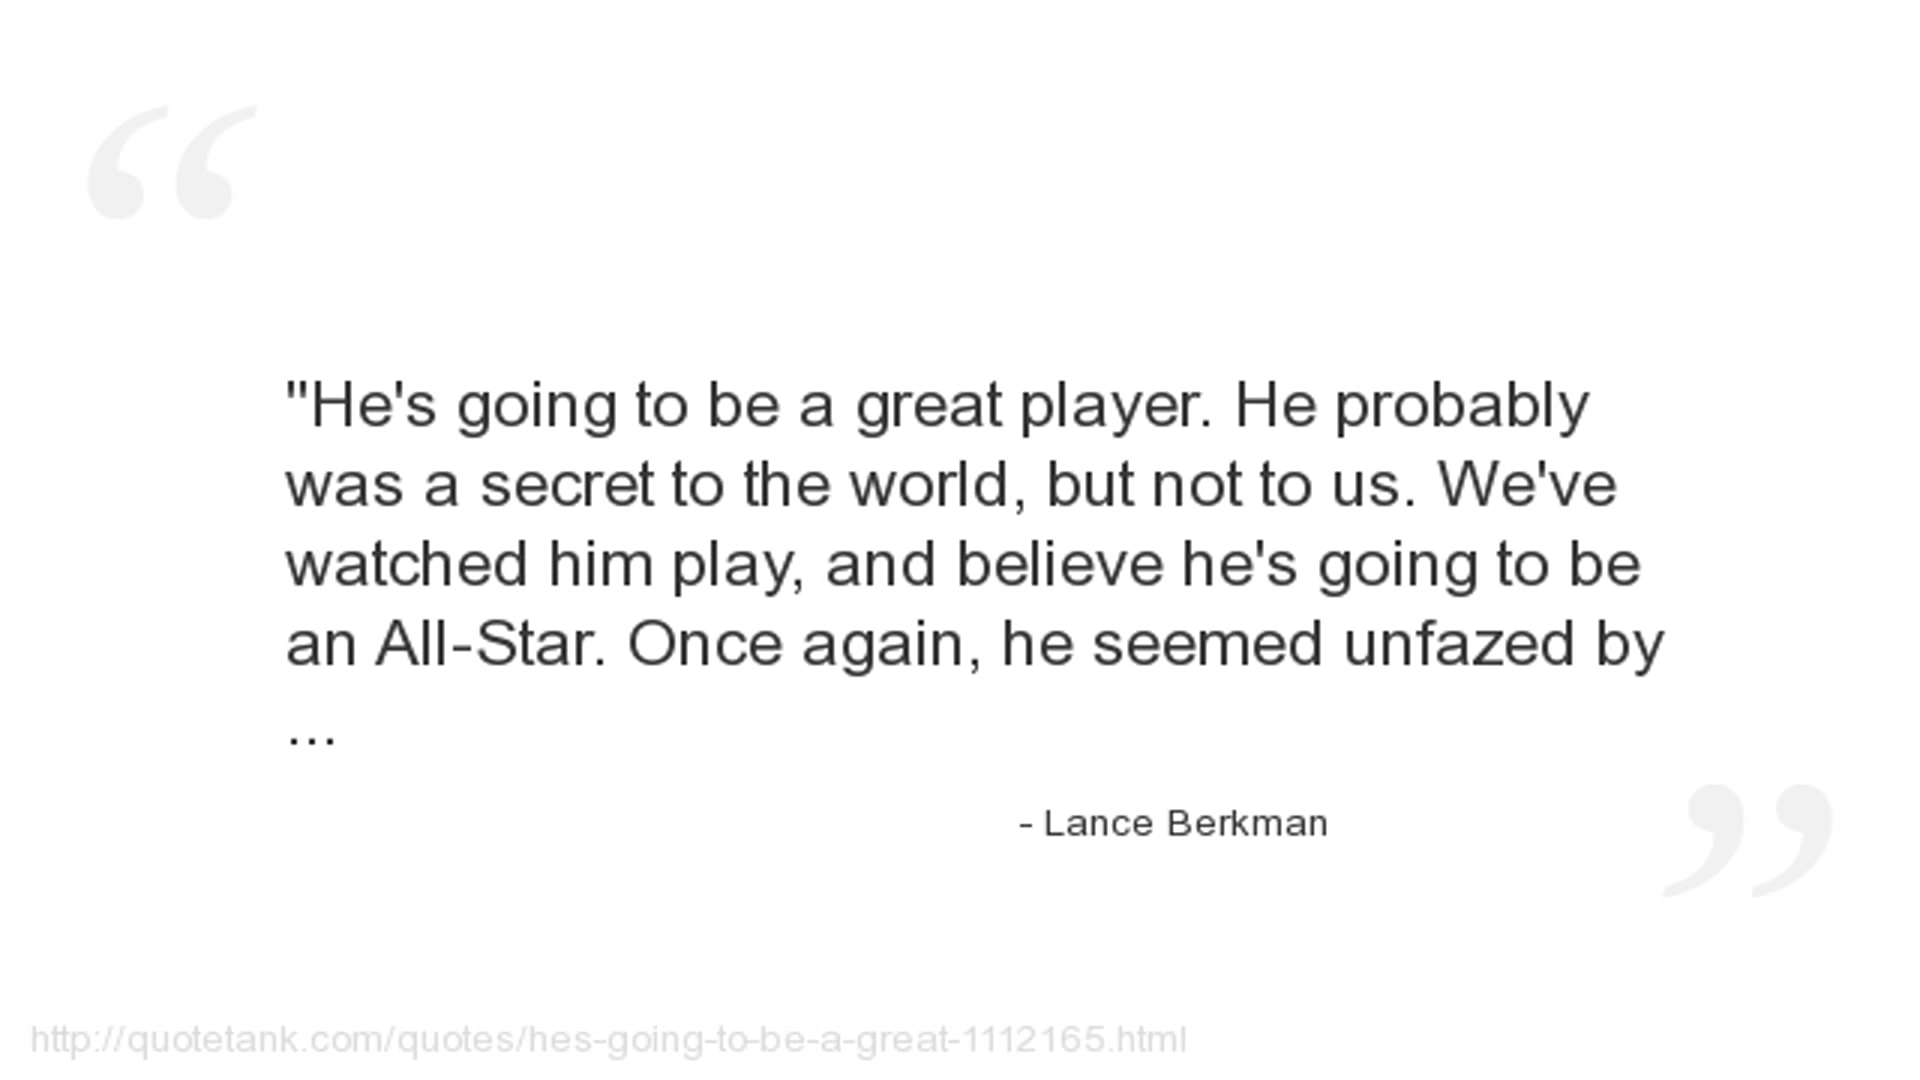 "He's going to be a great player. He probably
was a secret to the world, but not to us. We've
watched him play, and believe he's going to be
an All-Star. Once again, he seemed unfazed by
...
- Lance Berkman
http://quotetank.com/quotes/hes-going-to-be-a-great-1112165.html